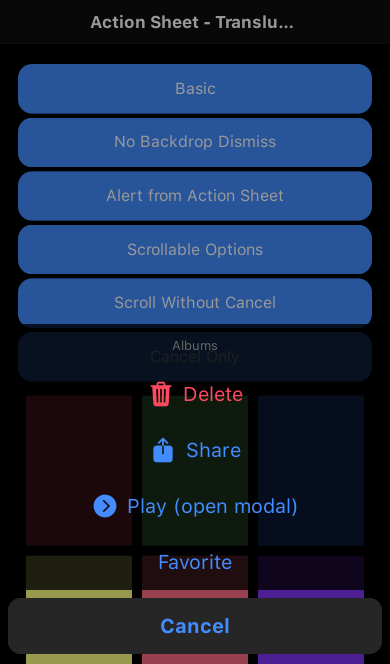 Action Sheet - Translu...
Basic
No Backdrop Dismiss
Alert from Action Sheet
Scrollable Options
Scroll Without Cancel
Albums
Cancel Only
Delete
Share
Play (open modal)
Favorite
Cancel